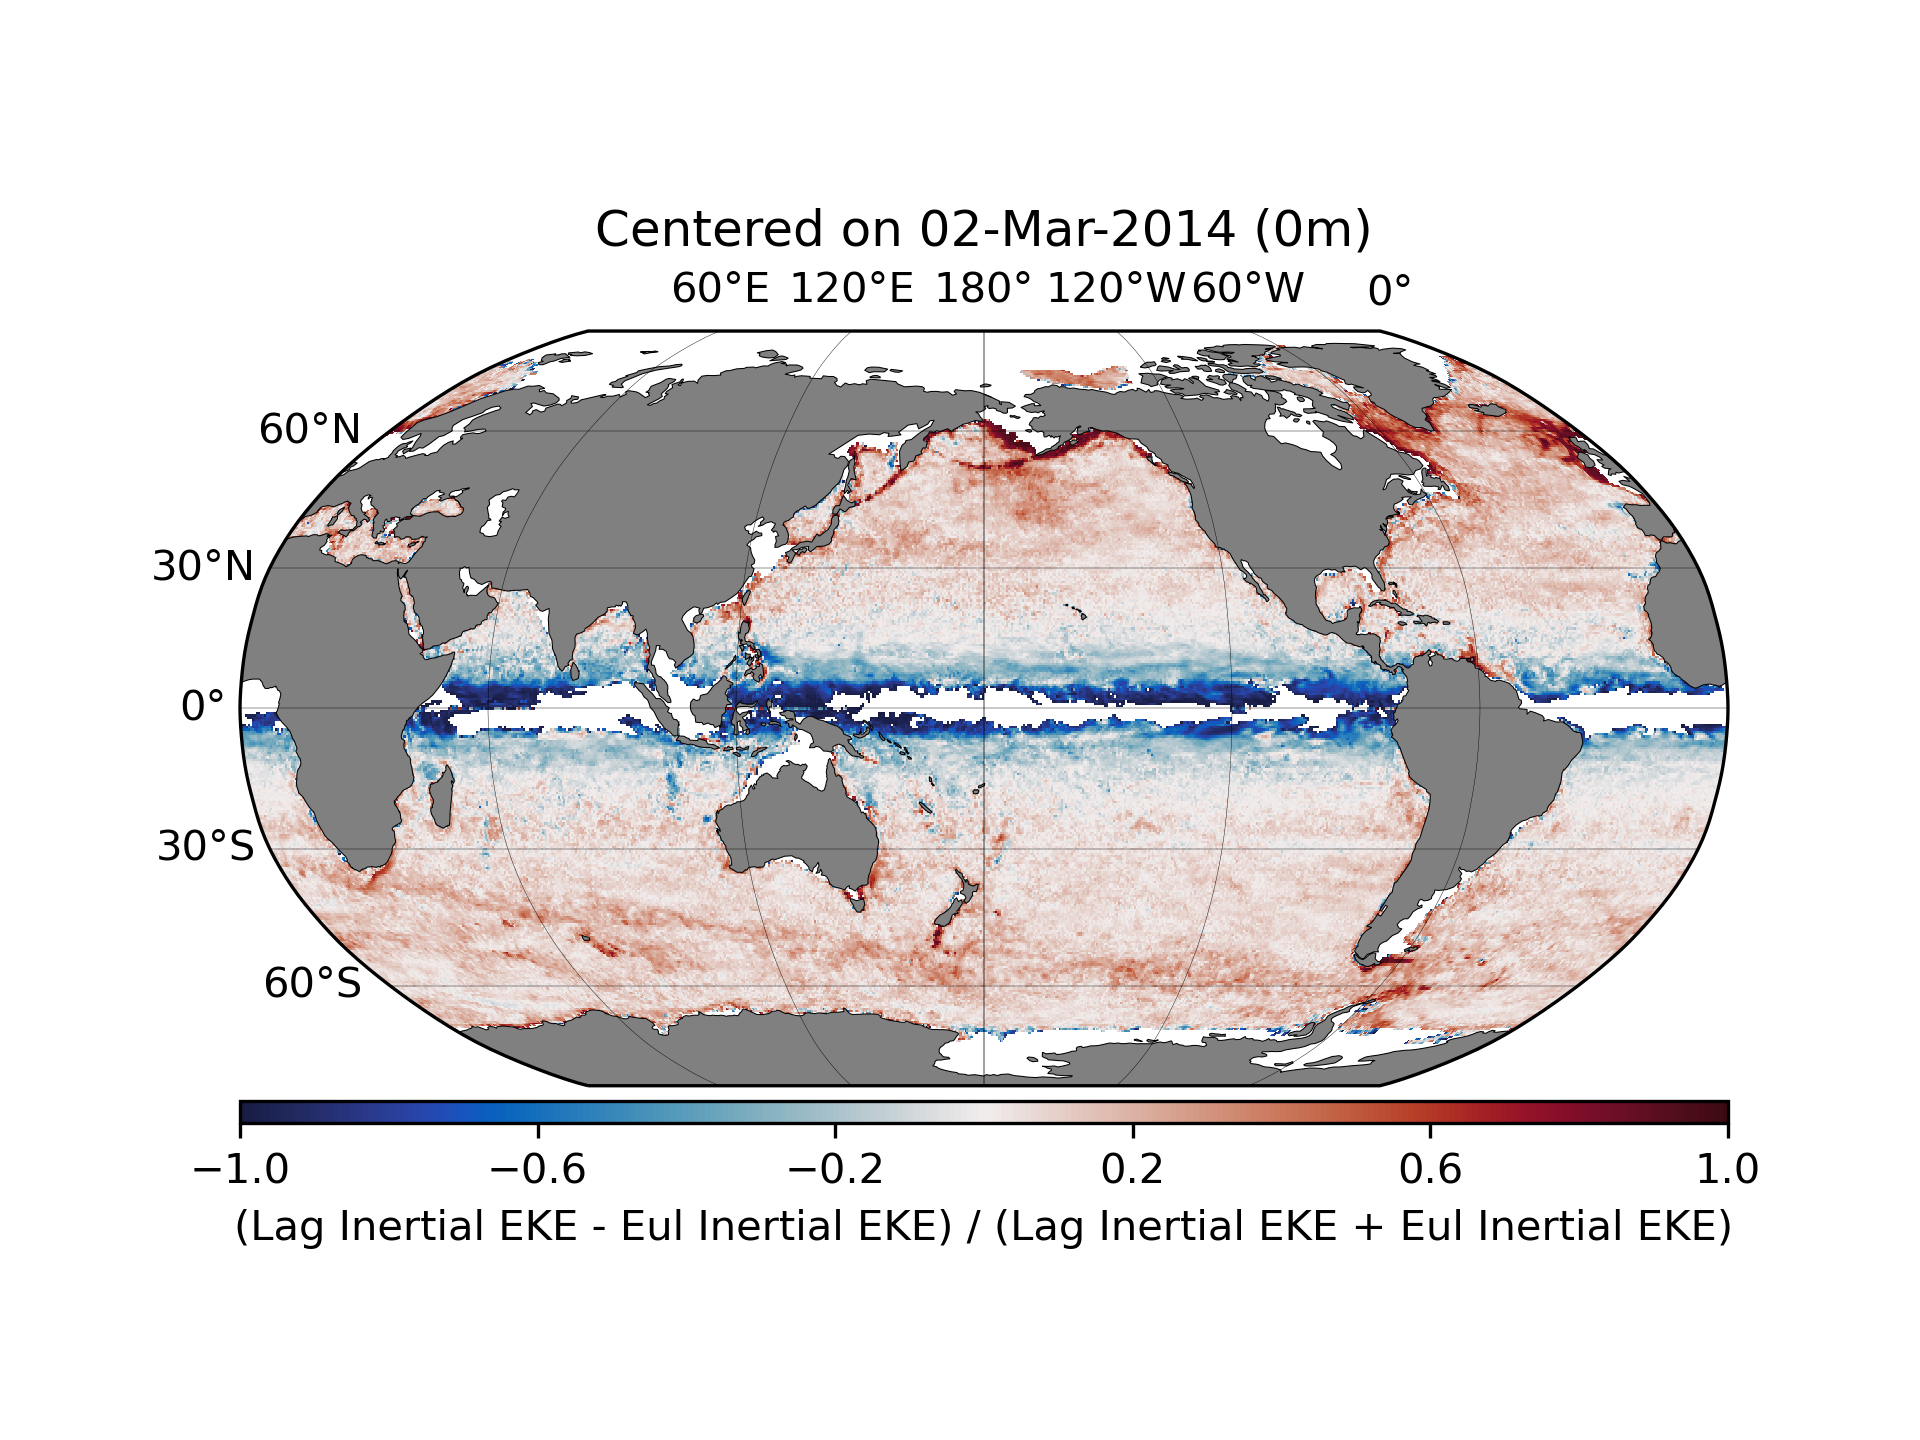 Centered on 02-Mar-2014 (0m)
60°E 120°E 180° 120°W 60°W 0°
60°N
30°N
0°
30°S
60°S
−1.0 −0.6 −0.2 0.2 0.6 1.0
(Lag Inertial EKE - Eul Inertial EKE) / (Lag Inertial EKE + Eul Inertial EKE)